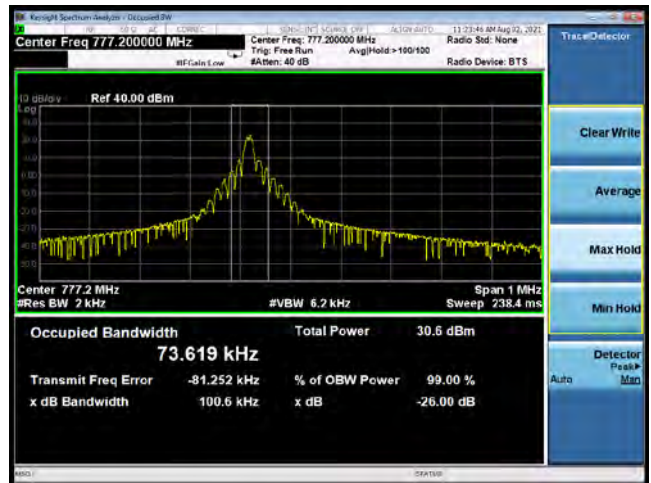 Keysight Spectrum Analyzer - Occupied BW
11:23:46 AM Aug 02, 2021
Center Freq 777.200000 MHz
Center Freq: 777.200000 MHz
Radio Std: None
Trace/Detector
Trig: Free Run
Avg|Hold:>100/100
#IFGain:Low
#Atten: 40 dB
Radio Device: BTS
10 dB/div
Ref 40.00 dBm
Log
Clear Write
Average
Max Hold
Center 777.2 MHz
Span 1 MHz
#Res BW 2 kHz
#VBW 6.2 kHz
Sweep 238.4 ms
Min Hold
Occupied Bandwidth
Total Power
30.6 dBm
73.619 kHz
Detector
Peak▶
Transmit Freq Error
-81.252 kHz
% of OBW Power
99.00 %
Auto
Man
x dB Bandwidth
100.6 kHz
x dB
-26.00 dB
MSG
STATUS